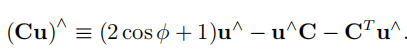 (Cu)^∧ ≡ (2 cos ϕ + 1)u^∧ − u^∧C − C^T u^∧.